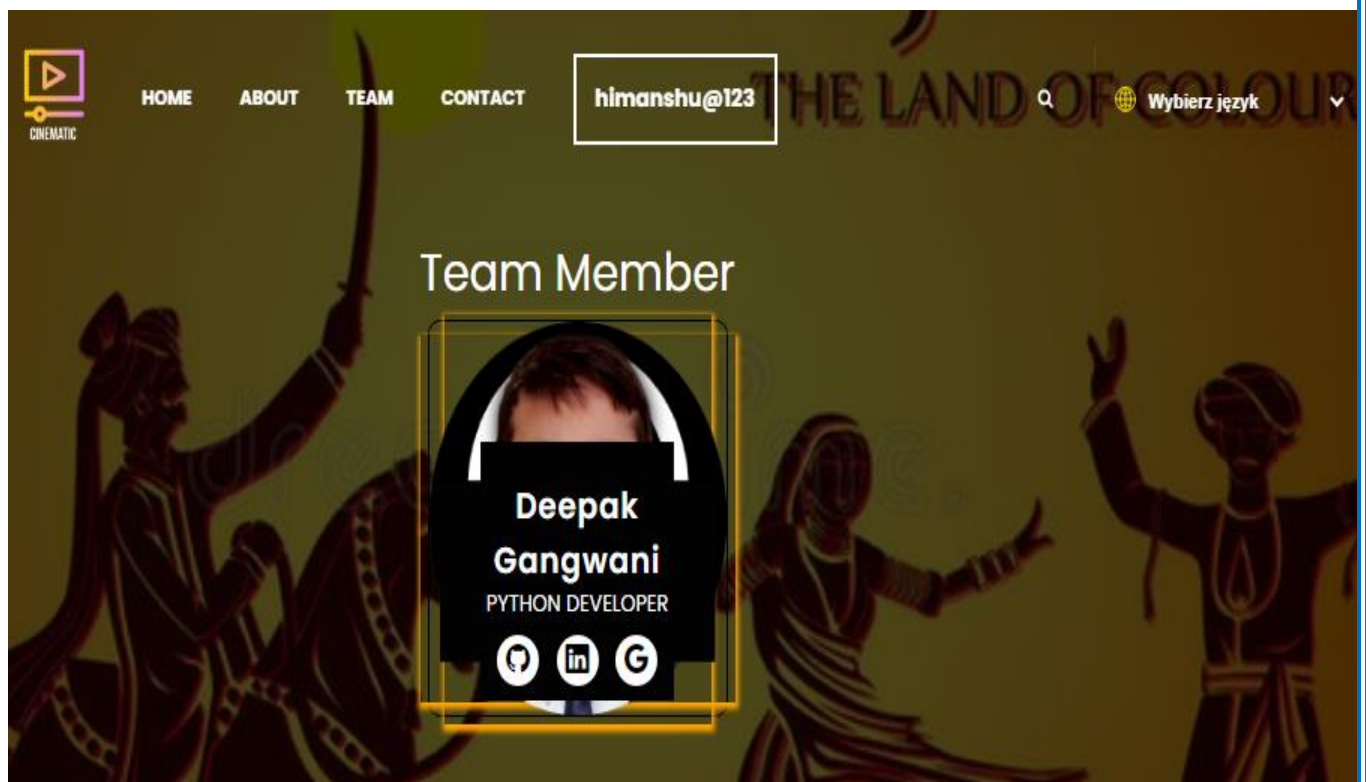 CINEMATIC
HOME ABOUT TEAM CONTACT himanshu@123 Wybierz język
THE LAND OF COLOUR
Team Member
Deepak
Gangwani
PYTHON DEVELOPER
in G